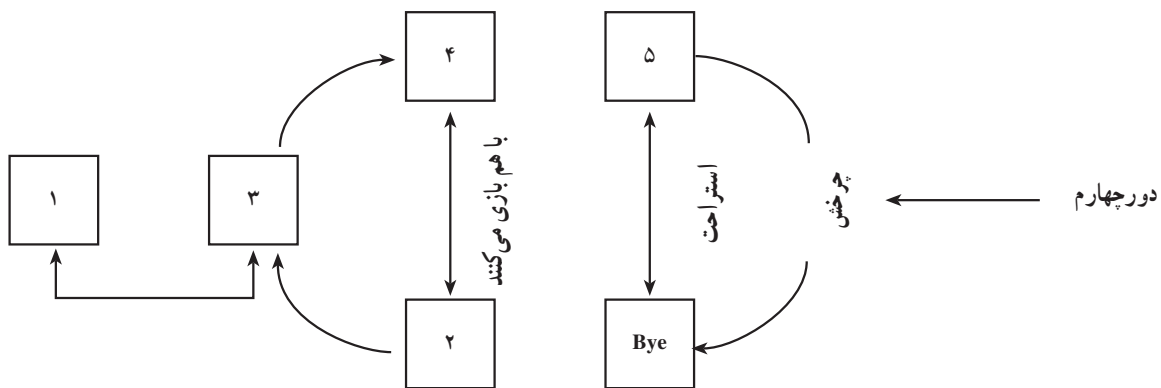 ۴
۵
۱
۳
با هم بازی می‌کنند
استراحت
چرخش
دورچهارم
۲
Bye